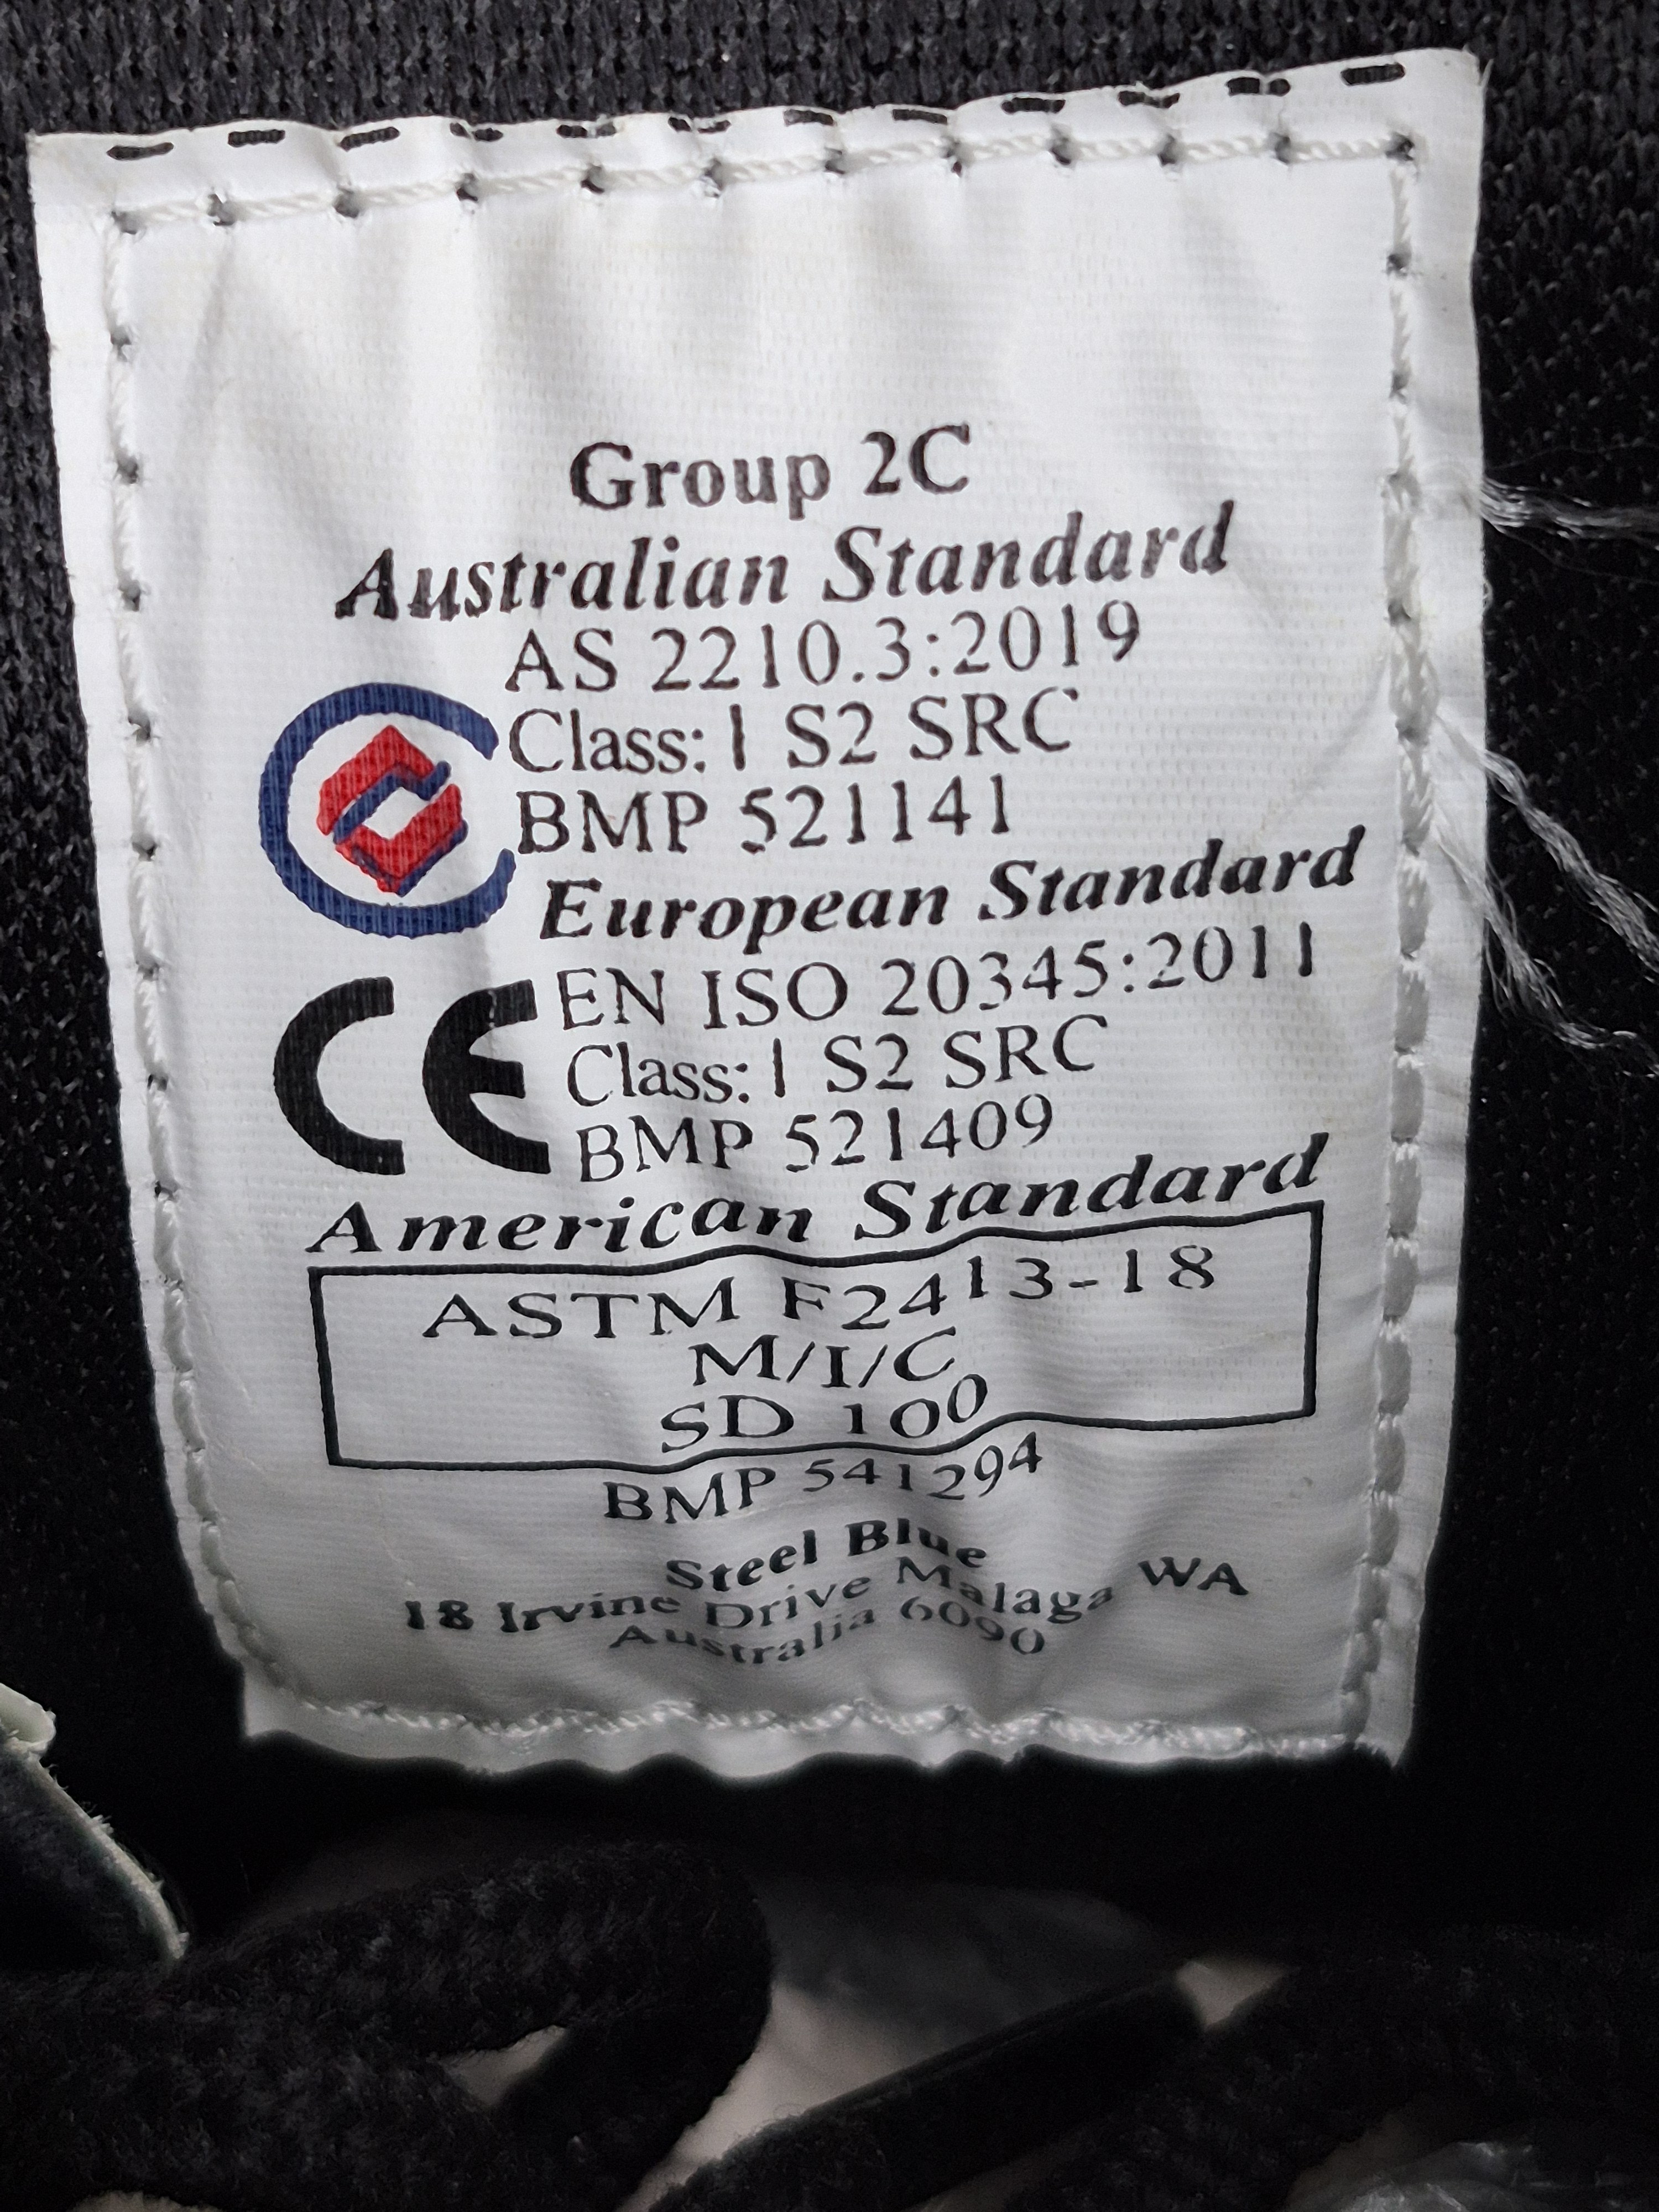 Group 2C
Australian Standard
AS 2210.3:2019
Class: I S2 SRC
BMP 521141
European Standard
CE
EN ISO 20345:2011
Class: I S2 SRC
BMP 521409
American Standard
ASTM F2413-18
M/I/C
SD 100
BMP 541294
Steel Blue
18 Irvine Drive Malaga WA
Australia 6090